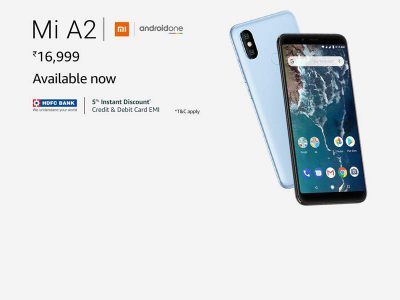 Mi A2
mi
androidone
₹16,999
Available now
HDFC BANK
We understand your world
5% Instant Discount*
Credit & Debit Card EMI
*T&C apply